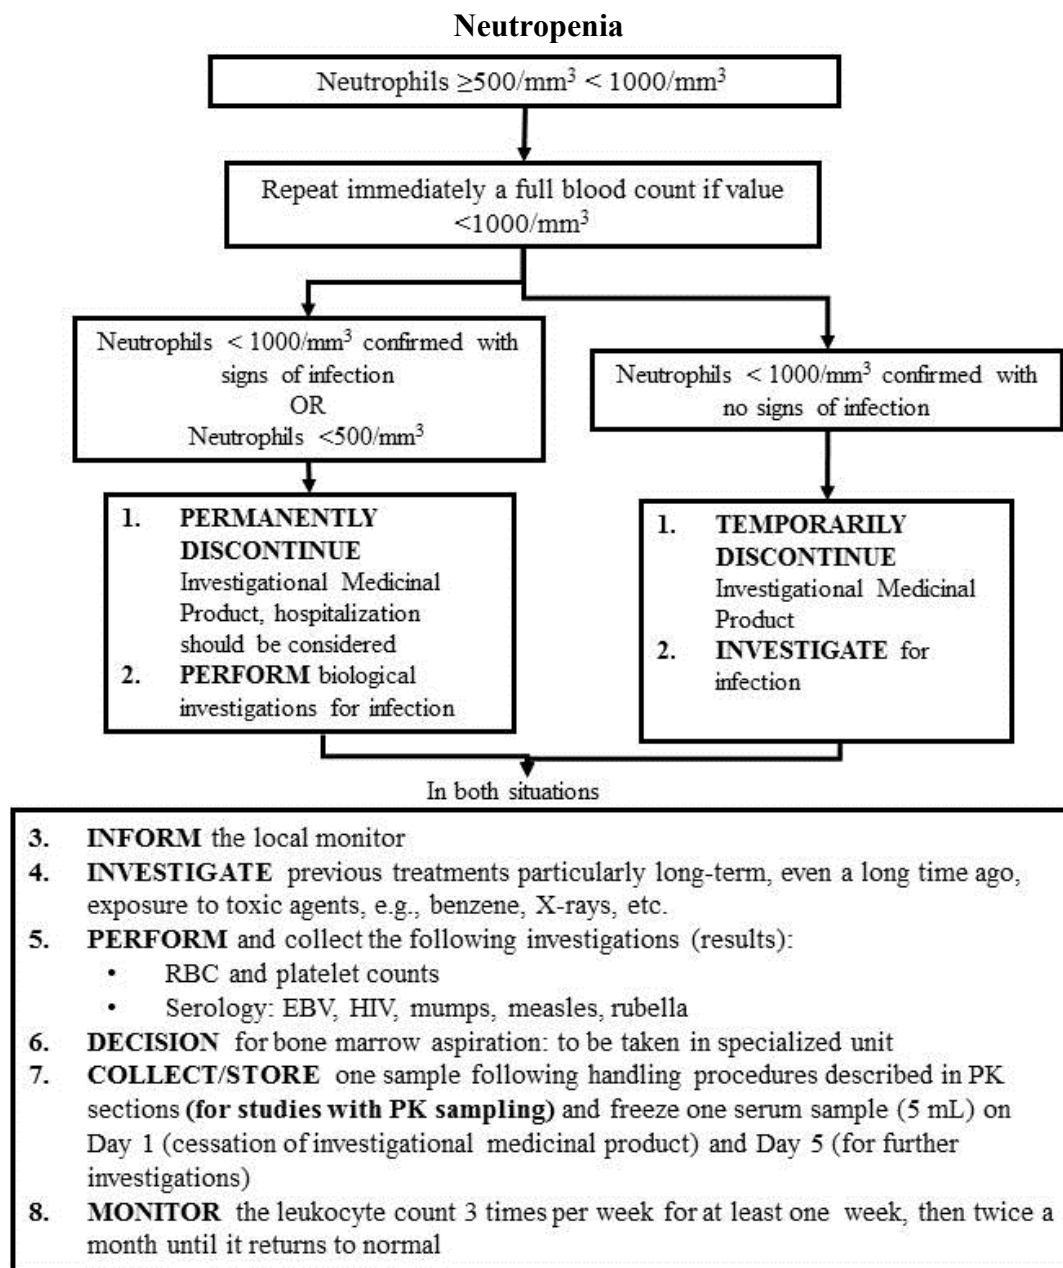 Neutropenia
Neutrophils ≥500/mm³ < 1000/mm³
Repeat immediately a full blood count if value
<1000/mm³
Neutrophils < 1000/mm³ confirmed with
signs of infection
OR
Neutrophils <500/mm³
Neutrophils < 1000/mm³ confirmed with
no signs of infection
1. PERMANENTLY
DISCONTINUE
Investigational Medicinal
Product, hospitalization
should be considered
2. PERFORM biological
investigations for infection
1. TEMPORARILY
DISCONTINUE
Investigational Medicinal
Product
2. INVESTIGATE for
infection
In both situations
3. INFORM the local monitor
4. INVESTIGATE previous treatments particularly long-term, even a long time ago,
exposure to toxic agents, e.g., benzene, X-rays, etc.
5. PERFORM and collect the following investigations (results):
• RBC and platelet counts
• Serology: EBV, HIV, mumps, measles, rubella
6. DECISION for bone marrow aspiration: to be taken in specialized unit
7. COLLECT/STORE one sample following handling procedures described in PK
sections (for studies with PK sampling) and freeze one serum sample (5 mL) on
Day 1 (cessation of investigational medicinal product) and Day 5 (for further
investigations)
8. MONITOR the leukocyte count 3 times per week for at least one week, then twice a
month until it returns to normal